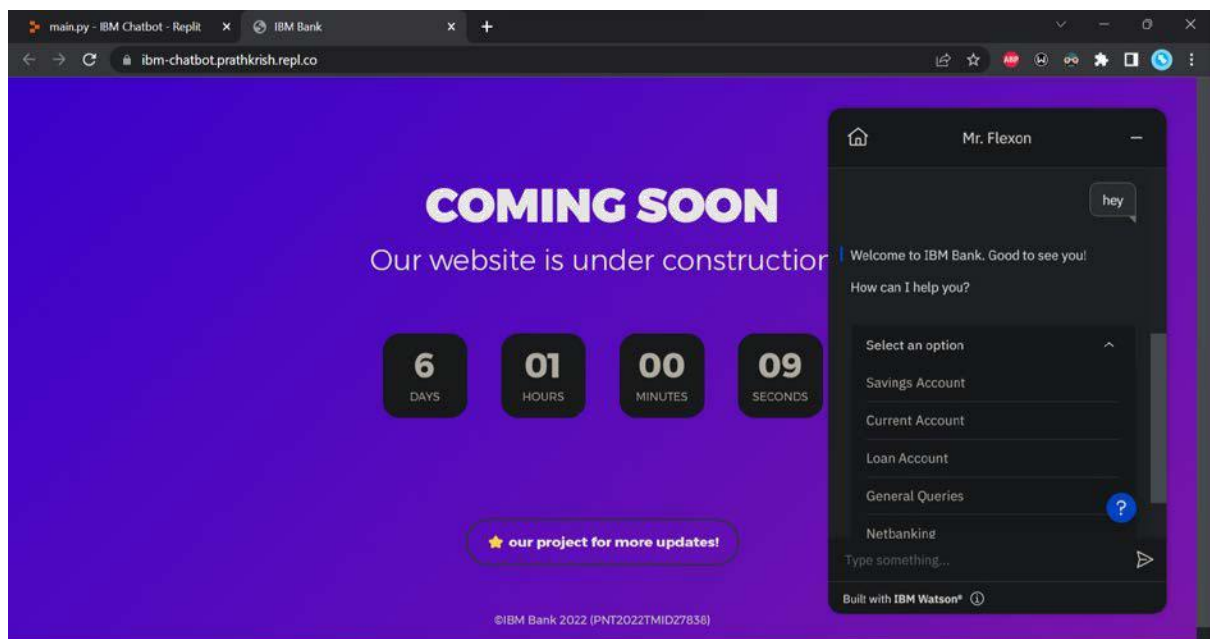 main.py - IBM Chatbot - Replit
IBM Bank
ibm-chatbot.prathkrish.repl.co
ABP
COMING SOON
Our website is under construction
6
01
00
09
DAYS
HOURS
MINUTES
SECONDS
⭐ our project for more updates!
©IBM Bank 2022 (PNT2022TMID27838)
Mr. Flexon
hey
Welcome to IBM Bank. Good to see you!
How can I help you?
Select an option
Savings Account
Current Account
Loan Account
General Queries
Netbanking
?
Type something...
Built with IBM Watson®